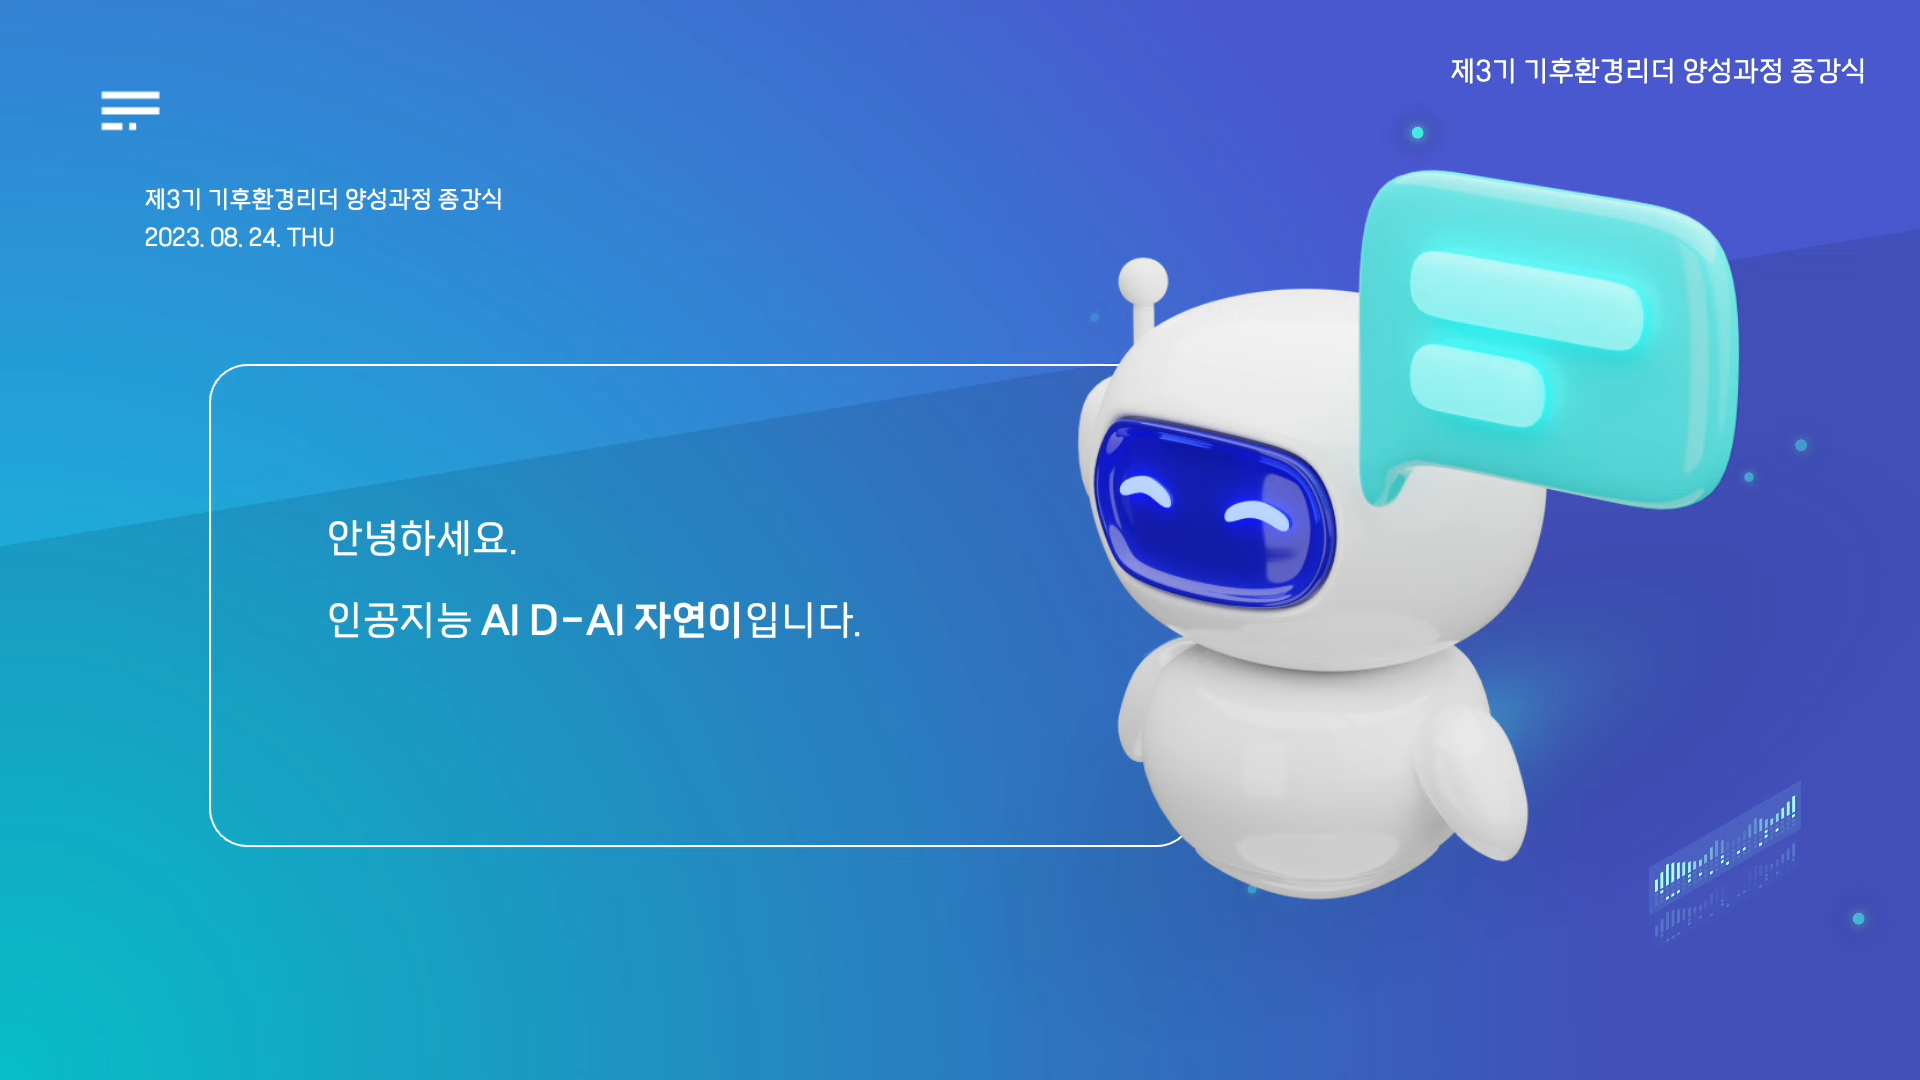 제3기 기후환경리더 양성과정 종강식
제3기 기후환경리더 양성과정 종강식
2023. 08. 24. THU
안녕하세요.
인공지능 AI D-AI 자연이입니다.